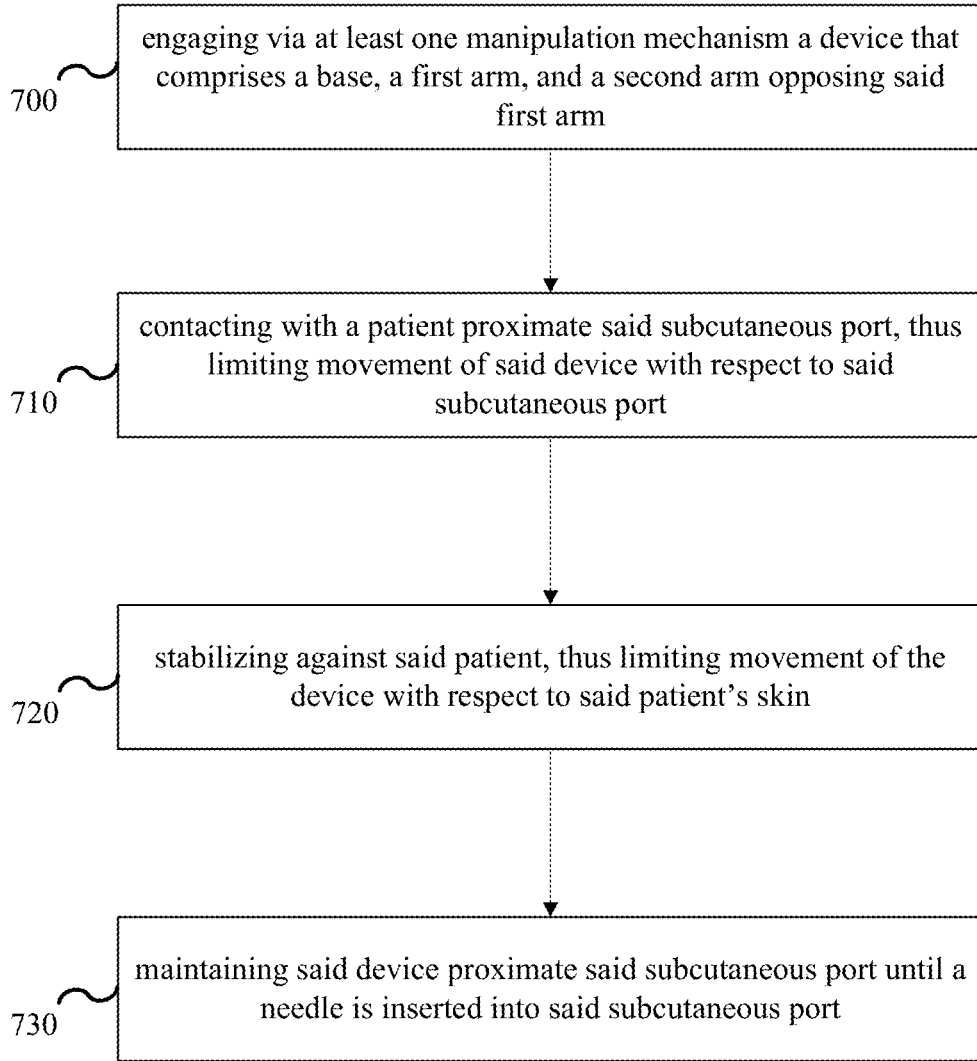 engaging via at least one manipulation mechanism a device that
comprises a base, a first arm, and a second arm opposing said
first arm
700
contacting with a patient proximate said subcutaneous port, thus
limiting movement of said device with respect to said
subcutaneous port
710
stabilizing against said patient, thus limiting movement of the
device with respect to said patient's skin
720
maintaining said device proximate said subcutaneous port until a
needle is inserted into said subcutaneous port
730